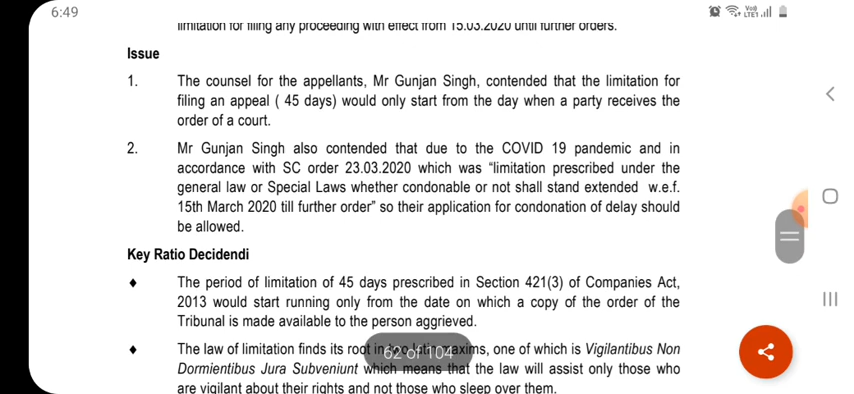 6:49
limitation for filing any proceeding with effect from 15.03.2020 until further orders.
Issue
1. The counsel for the appellants, Mr Gunjan Singh, contended that the limitation for
filing an appeal ( 45 days) would only start from the day when a party receives the
order of a court.
2. Mr Gunjan Singh also contended that due to the COVID 19 pandemic and in
accordance with SC order 23.03.2020 which was “limitation prescribed under the
general law or Special Laws whether condonable or not shall stand extended w.e.f.
15th March 2020 till further order” so their application for condonation of delay should
be allowed.
Key Ratio Decidendi
♦ The period of limitation of 45 days prescribed in Section 421(3) of Companies Act,
2013 would start running only from the date on which a copy of the order of the
Tribunal is made available to the person aggrieved.
♦ The law of limitation finds its root in two latin maxims, one of which is Vigilantibus Non
62 of 104
Dormientibus Jura Subveniunt which means that the law will assist only those who
are vigilant about their rights and not those who sleep over them.